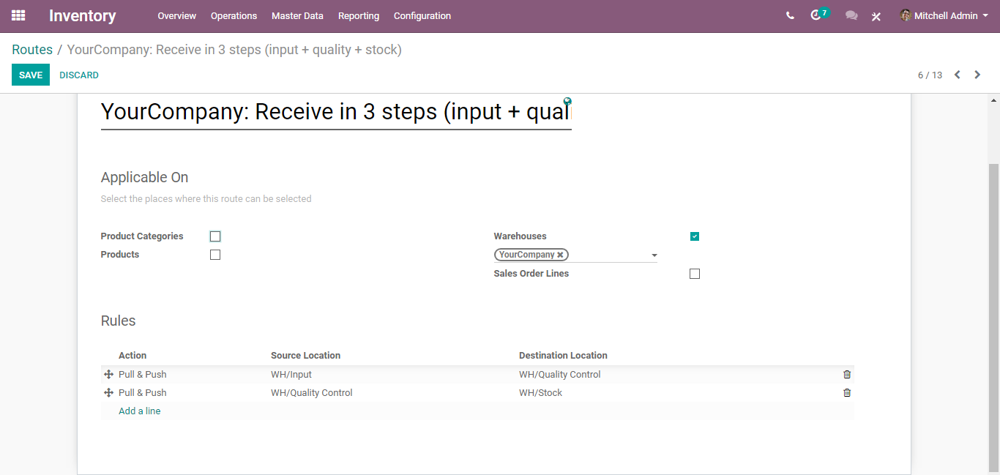 Inventory Overview Operations Master Data Reporting Configuration 7 Mitchell Admin
Routes / YourCompany: Receive in 3 steps (input + quality + stock)
SAVE DISCARD 6 / 13
YourCompany: Receive in 3 steps (input + quali
Applicable On
Select the places where this route can be selected
Product Categories Warehouses
Products YourCompany
Sales Order Lines
Rules
Action Source Location Destination Location
Pull & Push WH/Input WH/Quality Control
Pull & Push WH/Quality Control WH/Stock
Add a line